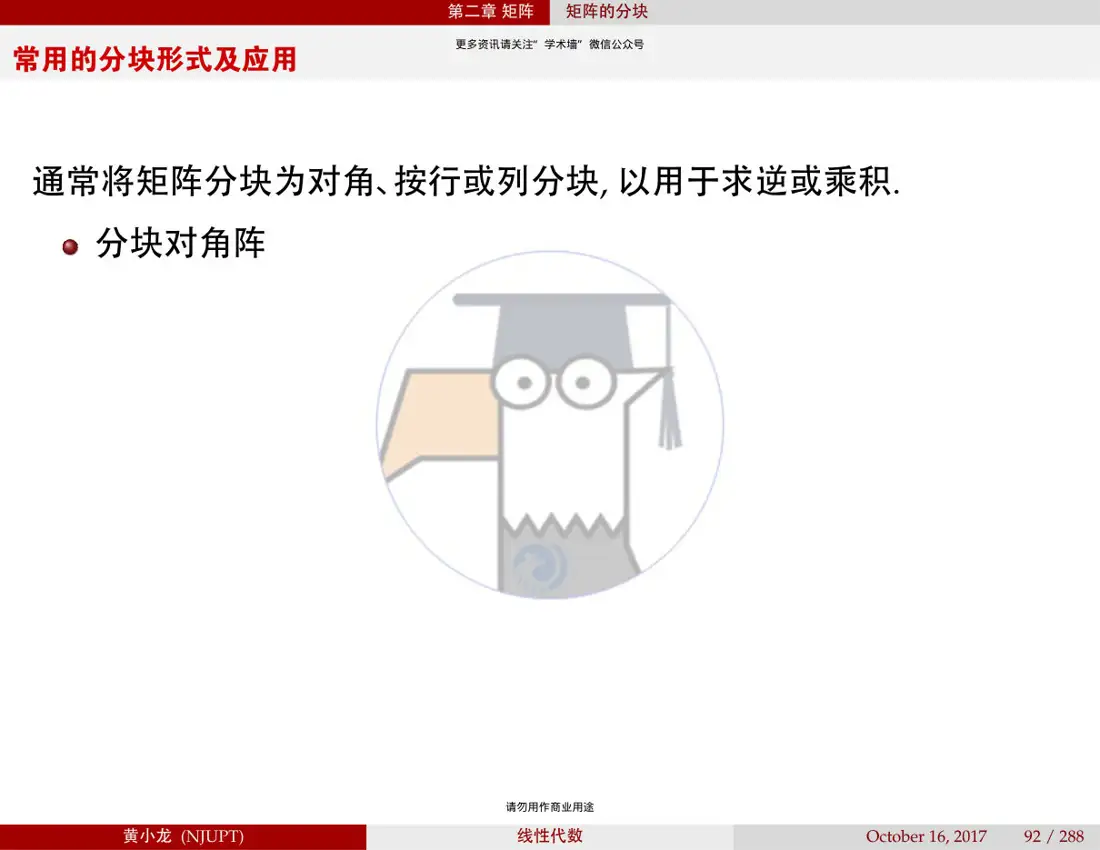 第二章 矩阵 矩阵的分块
更多资讯请关注“学术墙”微信公众号
常用的分块形式及应用
通常将矩阵分块为对角、按行或列分块, 以用于求逆或乘积.
分块对角阵
请勿用作商业用途
黄小龙 (NJUPT) 线性代数 October 16, 2017 92 / 288